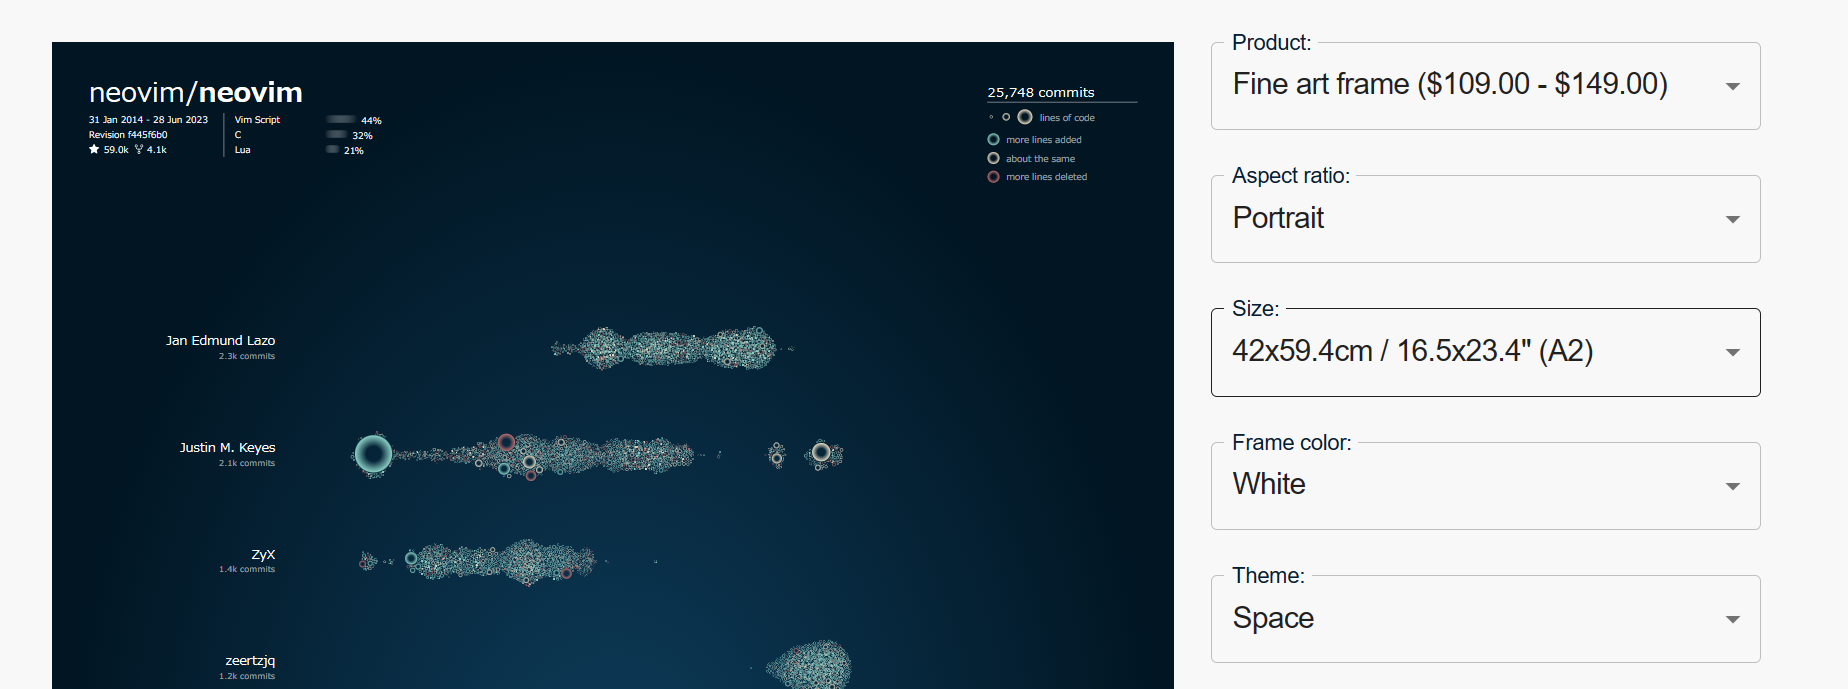 neovim/neovim
31 Jan 2014 - 28 Jun 2023
Revision f445f6b0
59.0k 4.1k
Vim Script 44%
C 32%
Lua 21%
25,748 commits
lines of code
more lines added
about the same
more lines deleted
Jan Edmund Lazo
2.3k commits
Justin M. Keyes
2.1k commits
ZyX
1.4k commits
zeertzjq
1.2k commits
Product:
Fine art frame ($109.00 - $149.00)
Aspect ratio:
Portrait
Size:
42x59.4cm / 16.5x23.4" (A2)
Frame color:
White
Theme:
Space